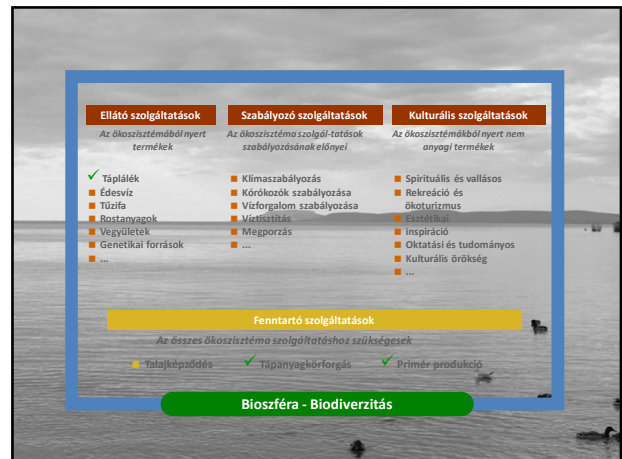 Ellátó szolgáltatások
Az ökoszisztémából nyert
termékek
Táplálék
Édesvíz
Tűzifa
Rostanyagok
Vegyületek
Genetikai források
...
Szabályozó szolgáltatások
Az ökoszisztéma szolgál-tatások
szabályozásának előnyei
Klímaszabályozás
Kórókozók szabályozása
Vízforgalom szabályozása
Víztisztítás
Megporzás
...
Kulturális szolgáltatások
Az ökoszisztémákból nyert nem
anyagi termékek
Spirituális és vallásos
Rekreáció és
ökoturizmus
Esztétikai
inspiráció
Oktatási és tudományos
Kulturális örökség
...
Fenntartó szolgáltatások
Az összes ökoszisztéma szolgáltatáshoz szükségesek
Talajképződés Tápanyagkörforgás Primér produkció
Bioszféra - Biodiverzitás